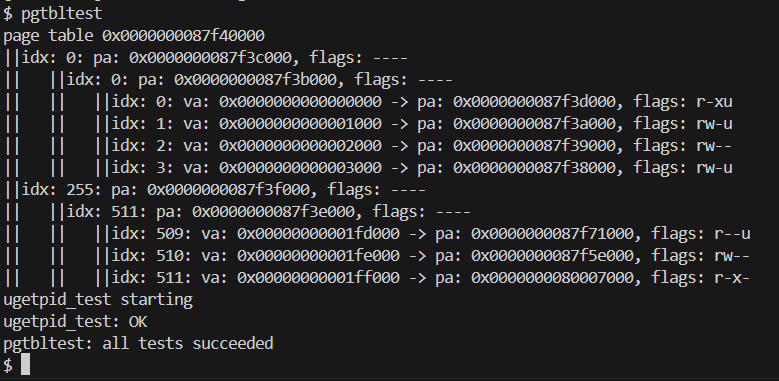 $ pgtbltest
page table 0x0000000087f40000
||idx: 0: pa: 0x0000000087f3c000, flags: ----
||   ||idx: 0: pa: 0x0000000087f3b000, flags: ----
||   ||   ||idx: 0: va: 0x0000000000000000 -> pa: 0x0000000087f3d000, flags: r-xu
||   ||   ||idx: 1: va: 0x0000000000001000 -> pa: 0x0000000087f3a000, flags: rw-u
||   ||   ||idx: 2: va: 0x0000000000002000 -> pa: 0x0000000087f39000, flags: rw--
||   ||   ||idx: 3: va: 0x0000000000003000 -> pa: 0x0000000087f38000, flags: rw-u
||idx: 255: pa: 0x0000000087f3f000, flags: ----
||   ||idx: 511: pa: 0x0000000087f3e000, flags: ----
||   ||   ||idx: 509: va: 0x00000000001fd000 -> pa: 0x0000000087f71000, flags: r--u
||   ||   ||idx: 510: va: 0x00000000001fe000 -> pa: 0x0000000087f5e000, flags: rw--
||   ||   ||idx: 511: va: 0x00000000001ff000 -> pa: 0x0000000080007000, flags: r-x-
ugetpid_test starting
ugetpid_test: OK
pgtbltest: all tests succeeded
$